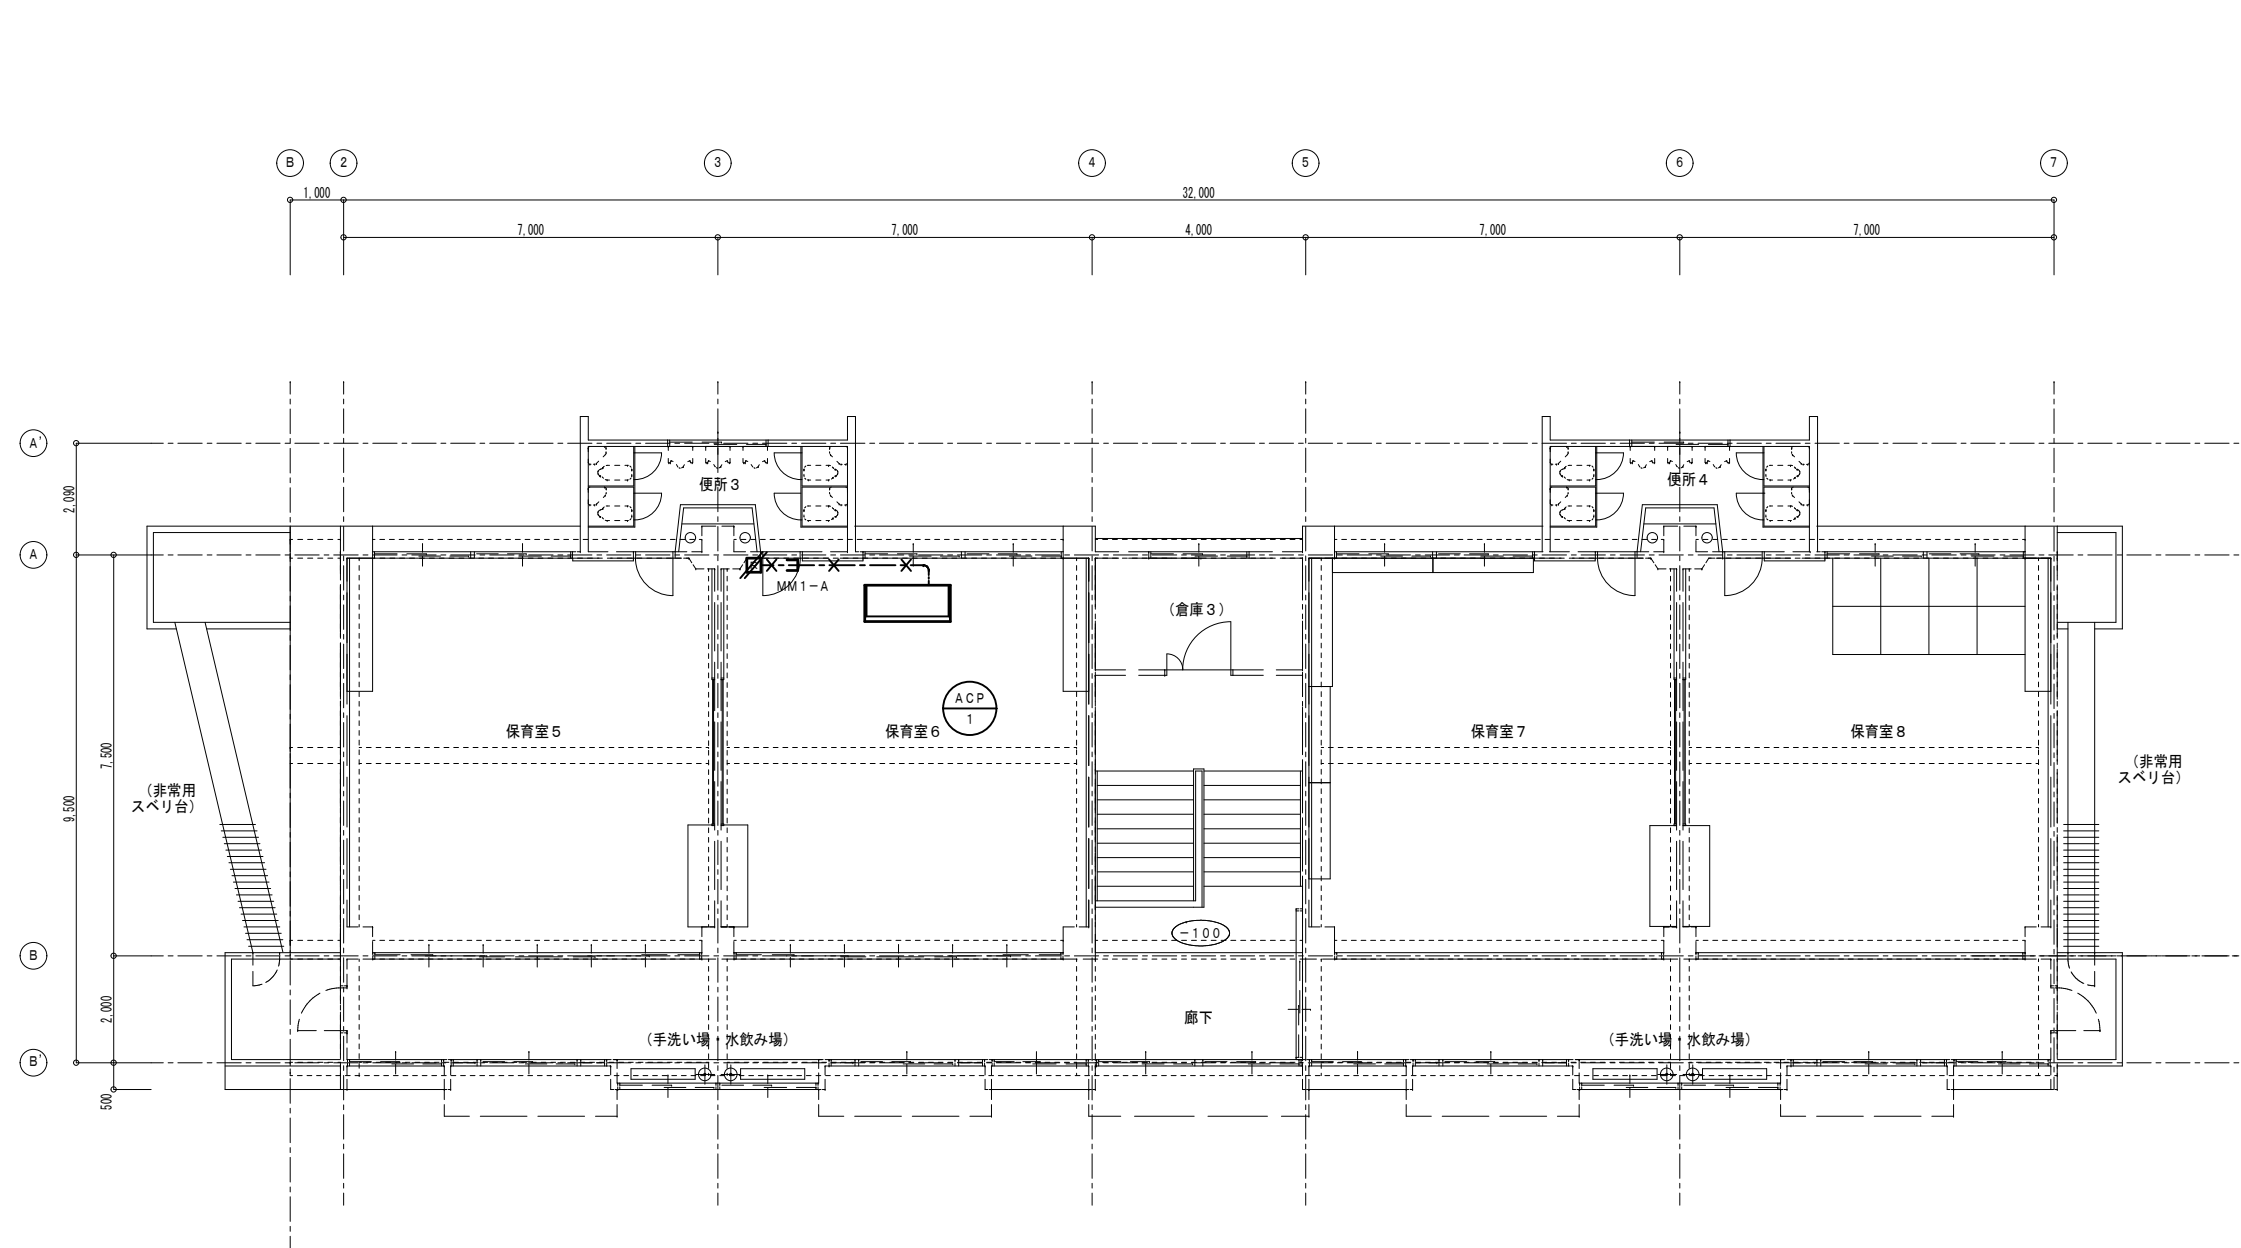 B
2
3
4
5
6
7
1,000
32,000
7,000
7,000
4,000
7,000
7,000
A'
A
B
B'
2,090
7,500
9,500
2,000
500
便所３
便所４
MM1-A
（倉庫３）
ACP
1
保育室５
保育室６
保育室７
保育室８
（非常用
スベリ台）
（非常用
スベリ台）
-100
廊下
（手洗い場・水飲み場）
（手洗い場・水飲み場）